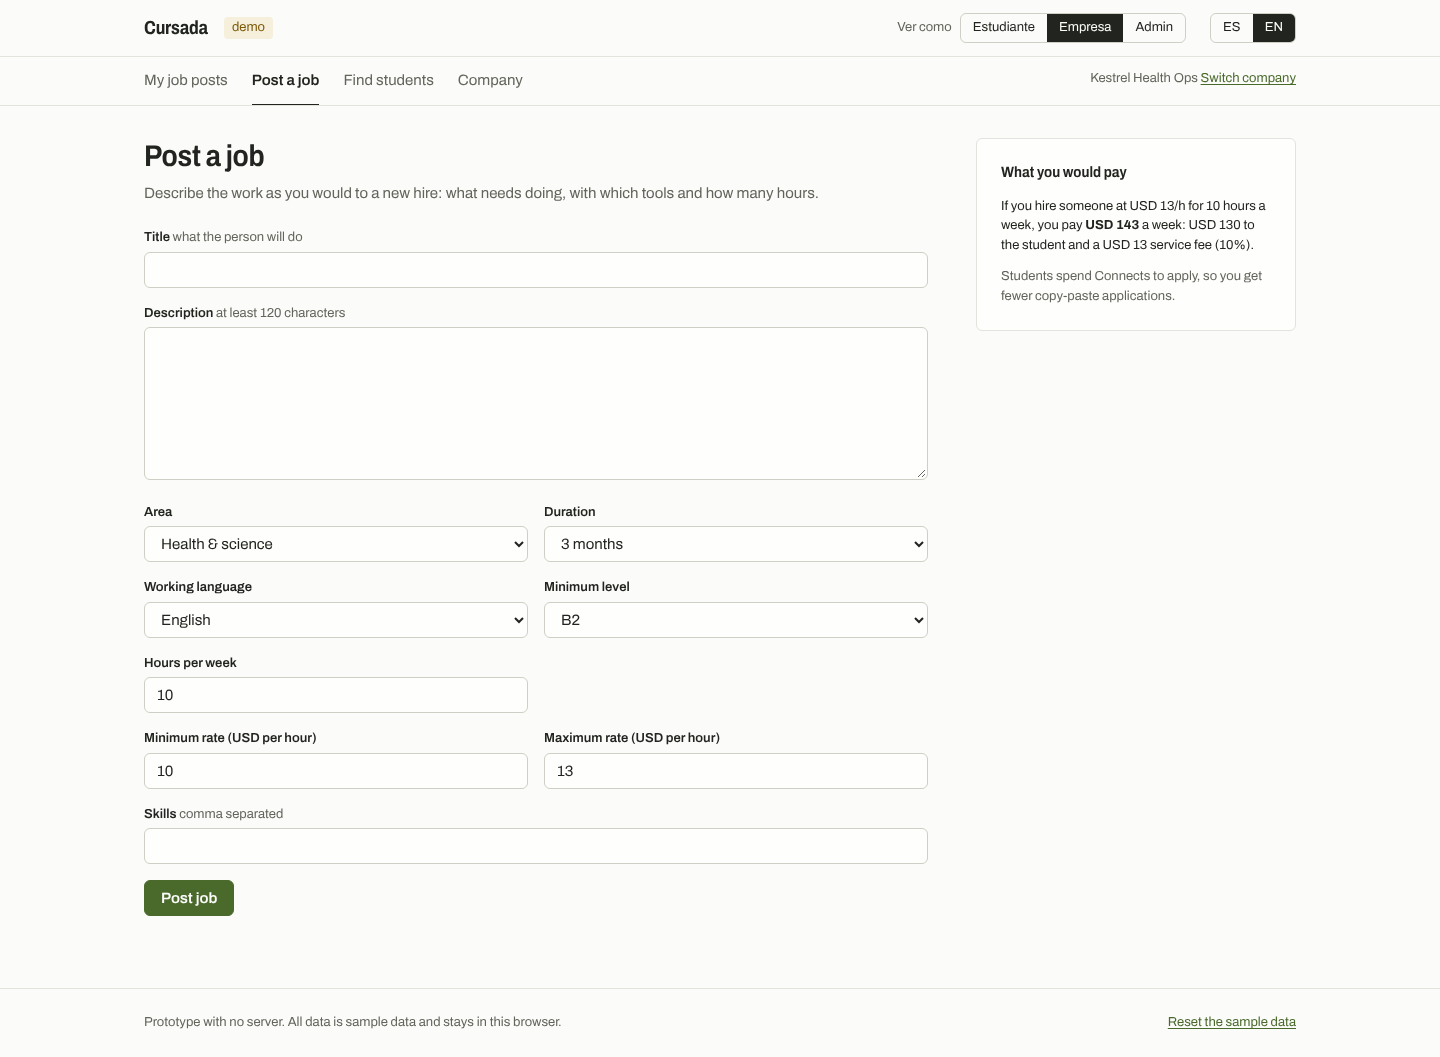 Cursada demo Ver como Estudiante Empresa Admin ES EN
My job posts Post a job Find students Company Kestrel Health Ops Switch company
Post a job
Describe the work as you would to a new hire: what needs doing, with which tools and how many hours.
Title what the person will do
Description at least 120 characters
Area Duration
Health & science 3 months
Working language Minimum level
English B2
Hours per week
10
Minimum rate (USD per hour) Maximum rate (USD per hour)
10 13
Skills comma separated
Post job
What you would pay
If you hire someone at USD 13/h for 10 hours a
week, you pay USD 143 a week: USD 130 to
the student and a USD 13 service fee (10%).
Students spend Connects to apply, so you get
fewer copy-paste applications.
Prototype with no server. All data is sample data and stays in this browser. Reset the sample data